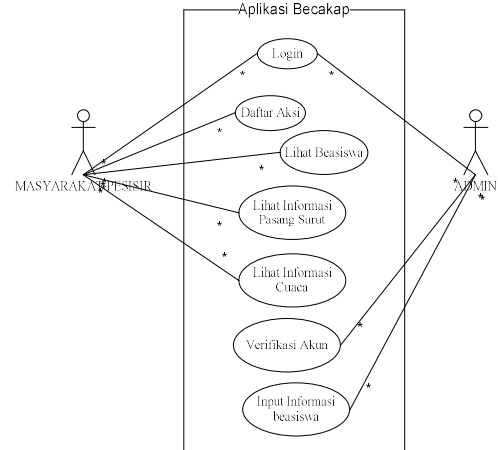 Aplikasi Becakap
Login
*
*
Daftar Aksi
*
Lihat Beasiswa
*
*
MASYARAKAT PESISIR
*
*
*
ADMIN
*
*
*
Lihat Informasi
Pasang Surut
*
*
Lihat Informasi
Cuaca
*
Verifikasi Akun
*
Input Informasi
beasiswa